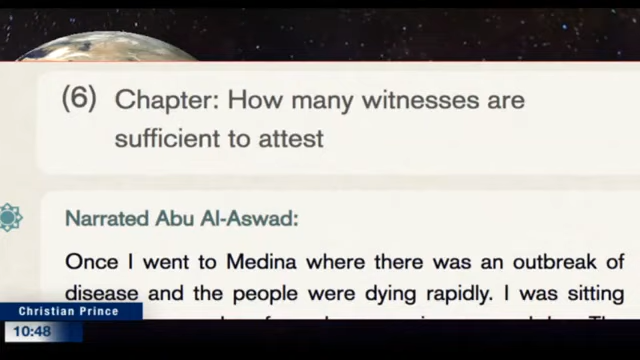 (6) Chapter: How many witnesses are
sufficient to attest
Narrated Abu Al-Aswad:
Once I went to Medina where there was an outbreak of
disease and the people were dying rapidly. I was sitting
Christian Prince
10:48